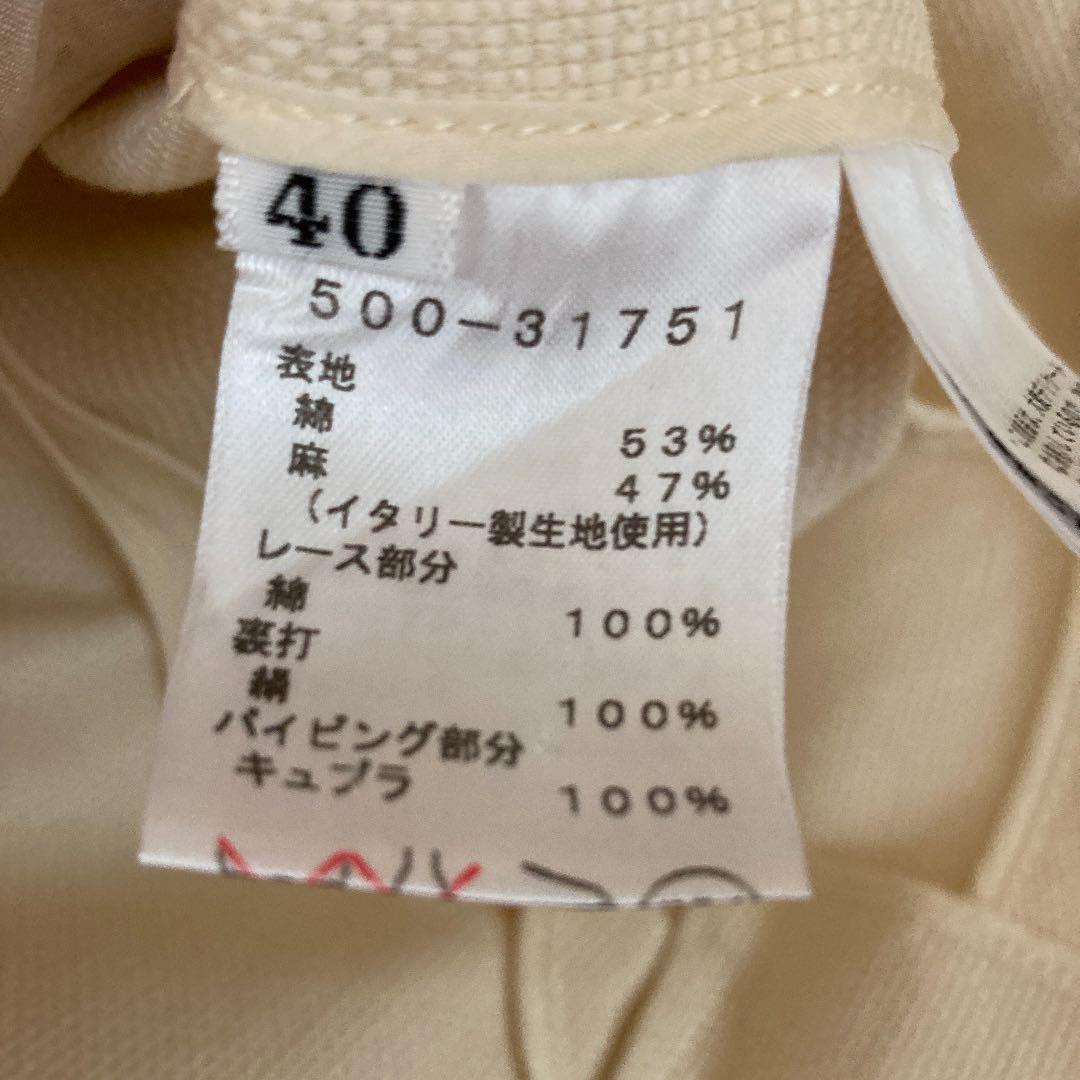 40
500-31751
表地
綿 53%
麻 47%
(イタリー製生地使用)
レース部分
綿 100%
裏打
絹 100%
パイピング部分
キュプラ 100%